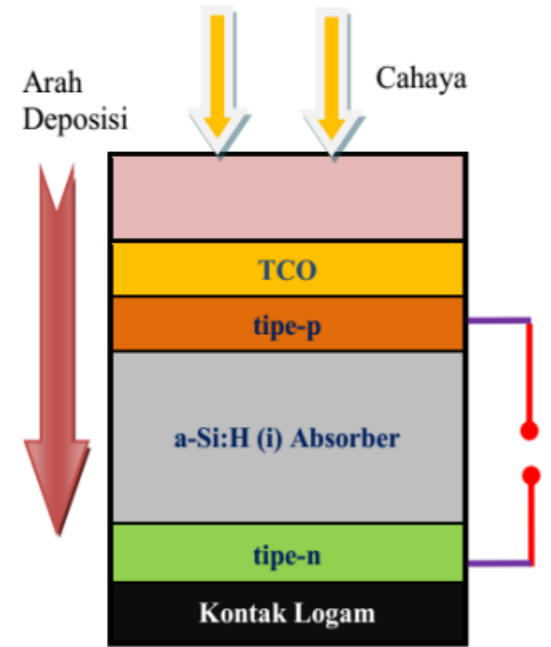 Arah
Deposisi
Cahaya
TCO
tipe-p
a-Si:H (i) Absorber
tipe-n
Kontak Logam